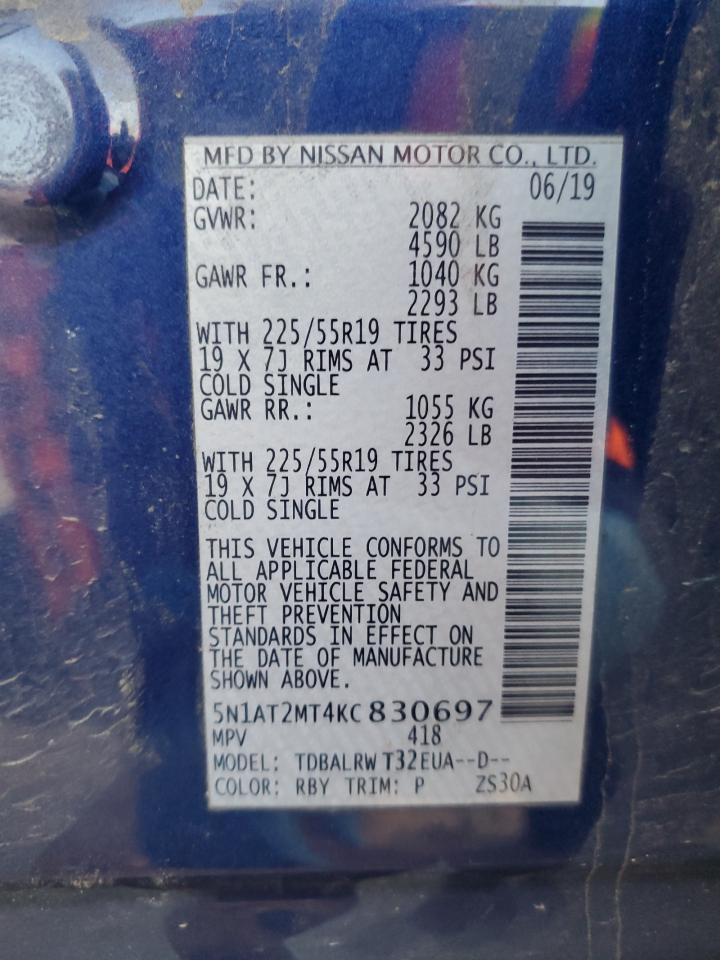 MFD BY NISSAN MOTOR CO., LTD.
DATE: 06/19
GVWR: 2082 KG
4590 LB
GAWR FR.: 1040 KG
2293 LB
WITH 225/55R19 TIRES
19 X 7J RIMS AT 33 PSI
COLD SINGLE
GAWR RR.: 1055 KG
2326 LB
WITH 225/55R19 TIRES
19 X 7J RIMS AT 33 PSI
COLD SINGLE
THIS VEHICLE CONFORMS TO
ALL APPLICABLE FEDERAL
MOTOR VEHICLE SAFETY AND
THEFT PREVENTION
STANDARDS IN EFFECT ON
THE DATE OF MANUFACTURE
SHOWN ABOVE.
5N1AT2MT4KC830697
MPV 418
MODEL: TDBALRW T32EUA--D--
COLOR: RBY TRIM: P ZS30A